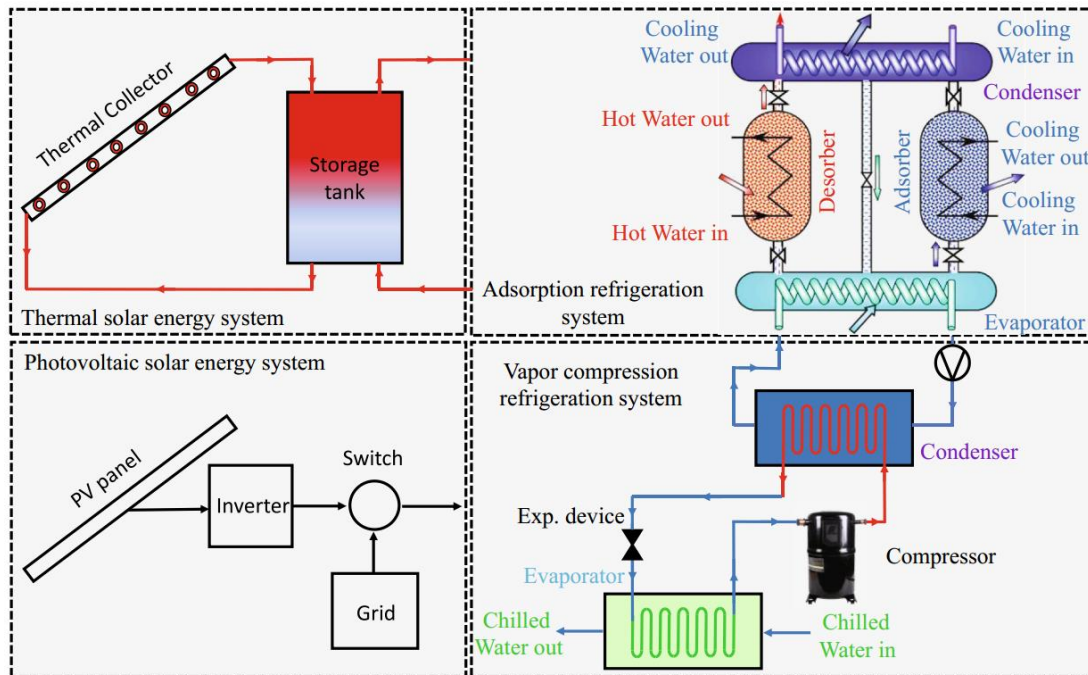 Thermal Collector
Storage
tank
Thermal solar energy system
Cooling
Water out
Cooling
Water in
Condenser
Hot Water out
Desorber
Adsorber
Cooling
Water out
Hot Water in
Cooling
Water in
Adsorption refrigeration
system
Evaporator
Photovoltaic solar energy system
PV panel
Inverter
Switch
Grid
Vapor compression
refrigeration system
Condenser
Exp. device
Compressor
Evaporator
Chilled
Water out
Chilled
Water in